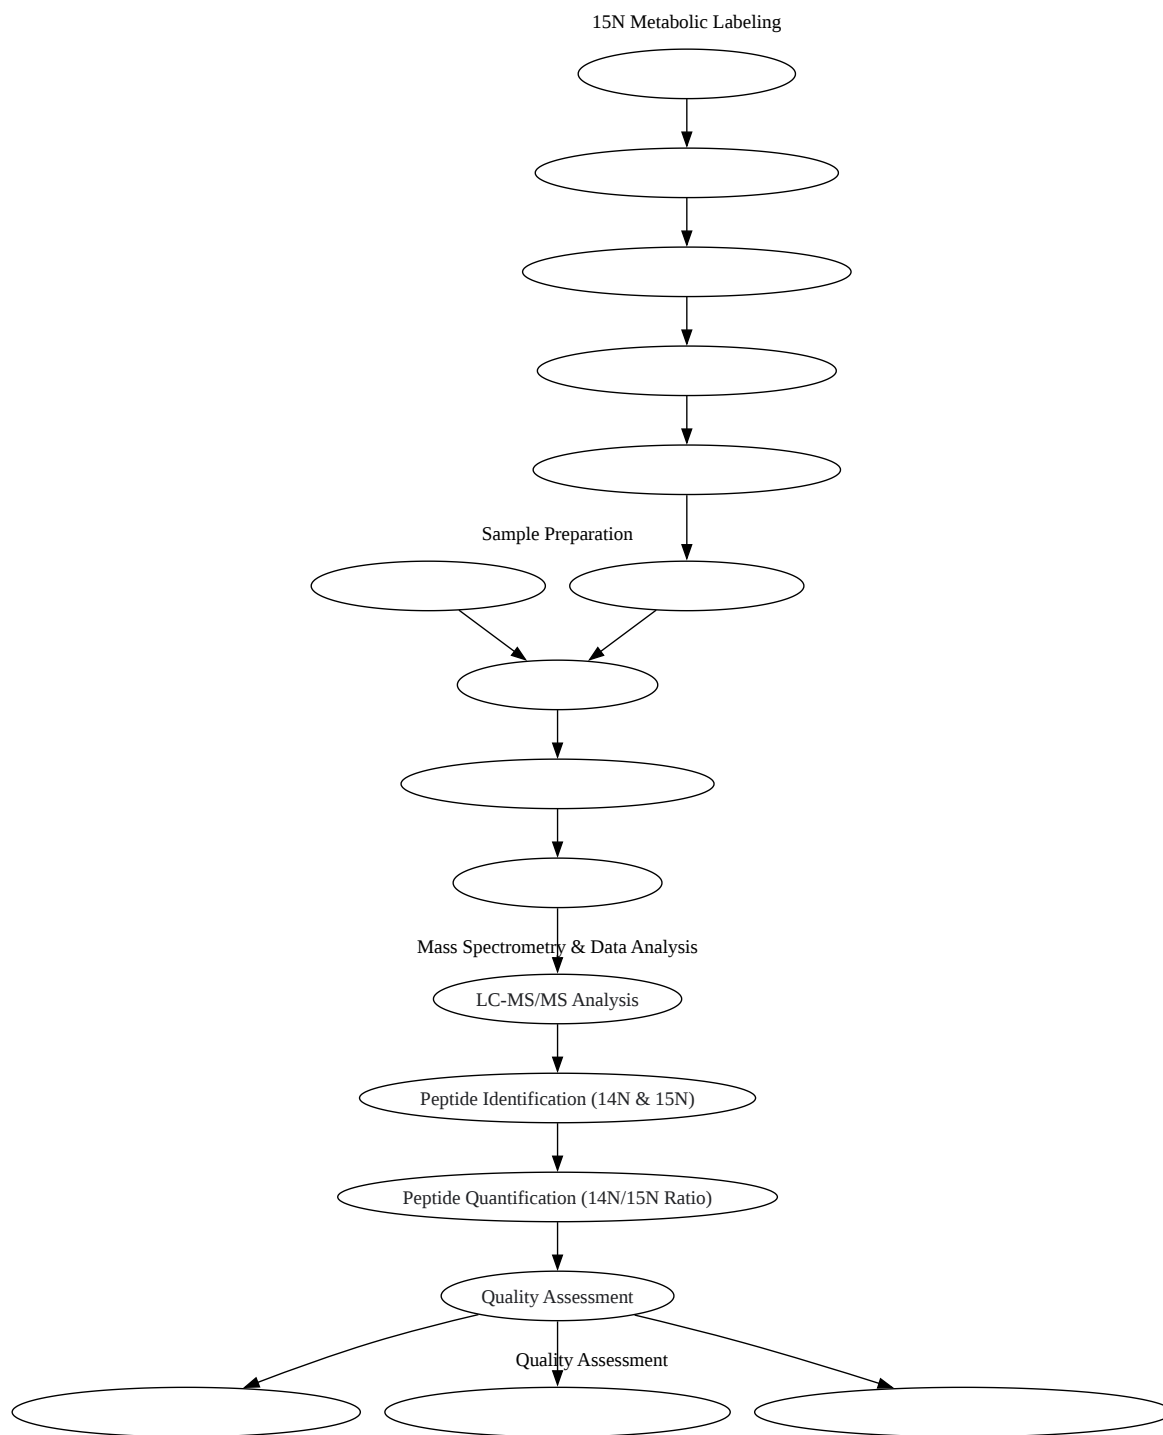 15N Metabolic Labeling
Sample Preparation
Mass Spectrometry & Data Analysis
LC-MS/MS Analysis
Peptide Identification (14N & 15N)
Peptide Quantification (14N/15N Ratio)
Quality Assessment
Quality Assessment